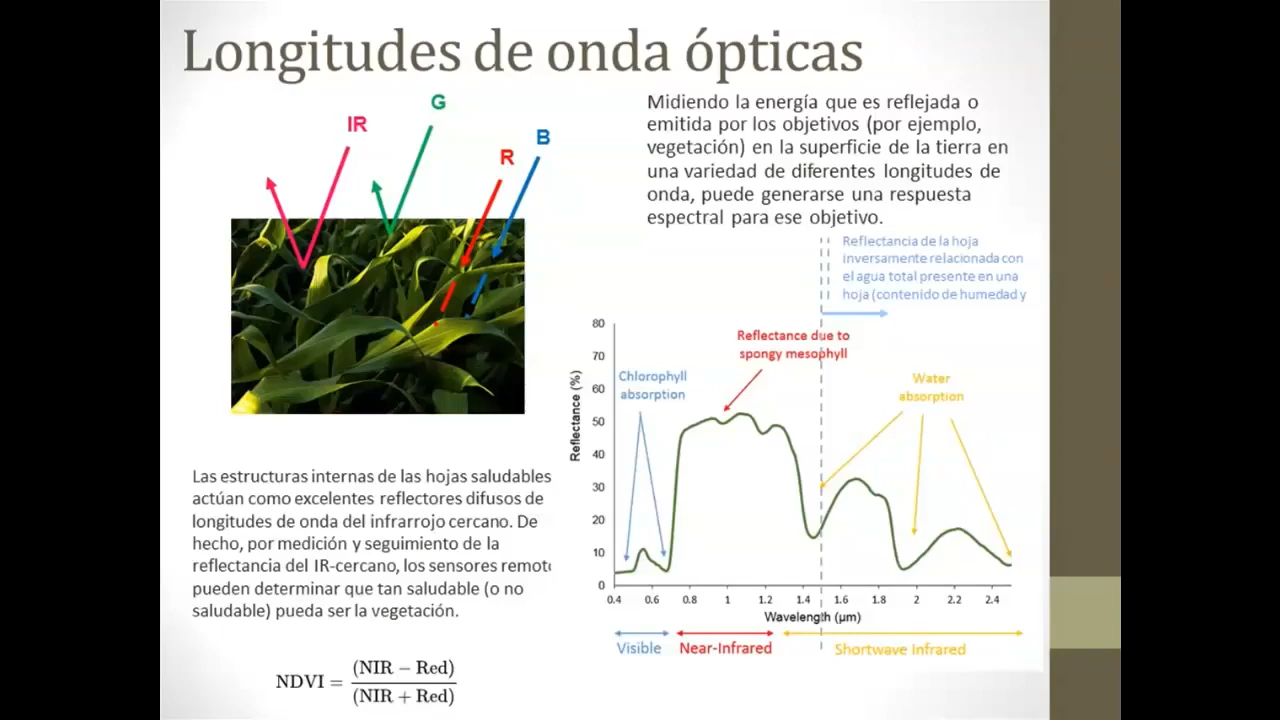 Longitudes de onda ópticas
IR
G
R
B
Midiendo la energía que es reflejada o
emitida por los objetivos (por ejemplo,
vegetación) en la superficie de la tierra en
una variedad de diferentes longitudes de
onda, puede generarse una respuesta
espectral para ese objetivo.
Reflectancia de la hoja
inversamente relacionada con
el agua total presente en una
hoja (contenido de humedad y
Reflectance due to
spongy mesophyll
Chlorophyll
absorption
Water
absorption
Reflectance (%)
80
70
60
50
40
30
20
10
0
0.4 0.6 0.8 1 1.2 1.4 1.6 1.8 2 2.2 2.4
Wavelength (µm)
Visible Near-Infrared Shortwave Infrared
Las estructuras internas de las hojas saludables
actúan como excelentes reflectores difusos de
longitudes de onda del infrarrojo cercano. De
hecho, por medición y seguimiento de la
reflectancia del IR-cercano, los sensores remot
pueden determinar que tan saludable (o no
saludable) pueda ser la vegetación.
NDVI = (NIR − Red)
(NIR + Red)